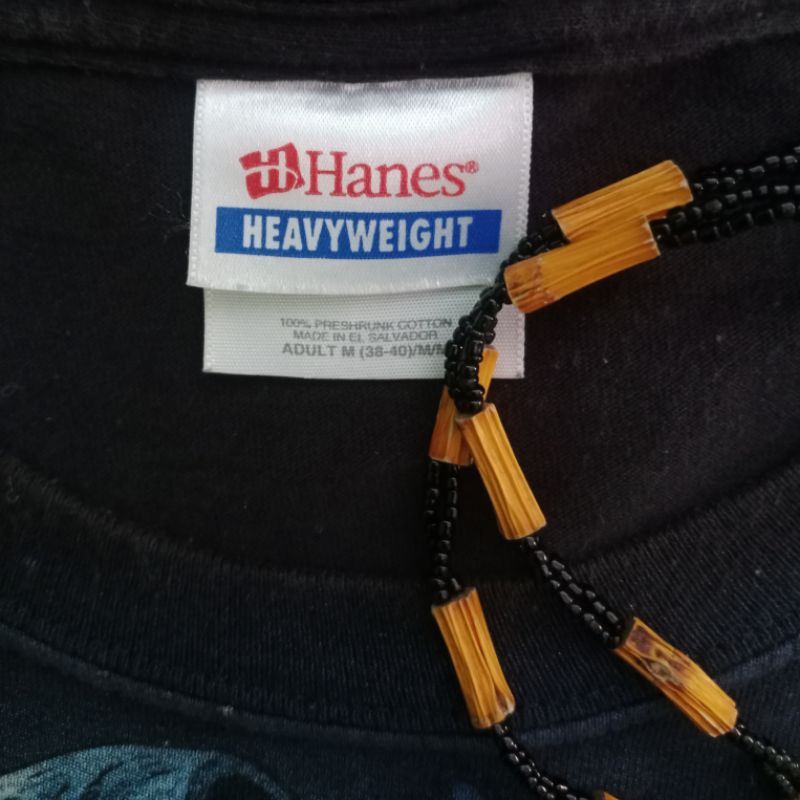 Hanes®
HEAVYWEIGHT
100% PRESHRUNK COTTON
MADE IN EL SALVADOR
ADULT M (38-40)/M/M